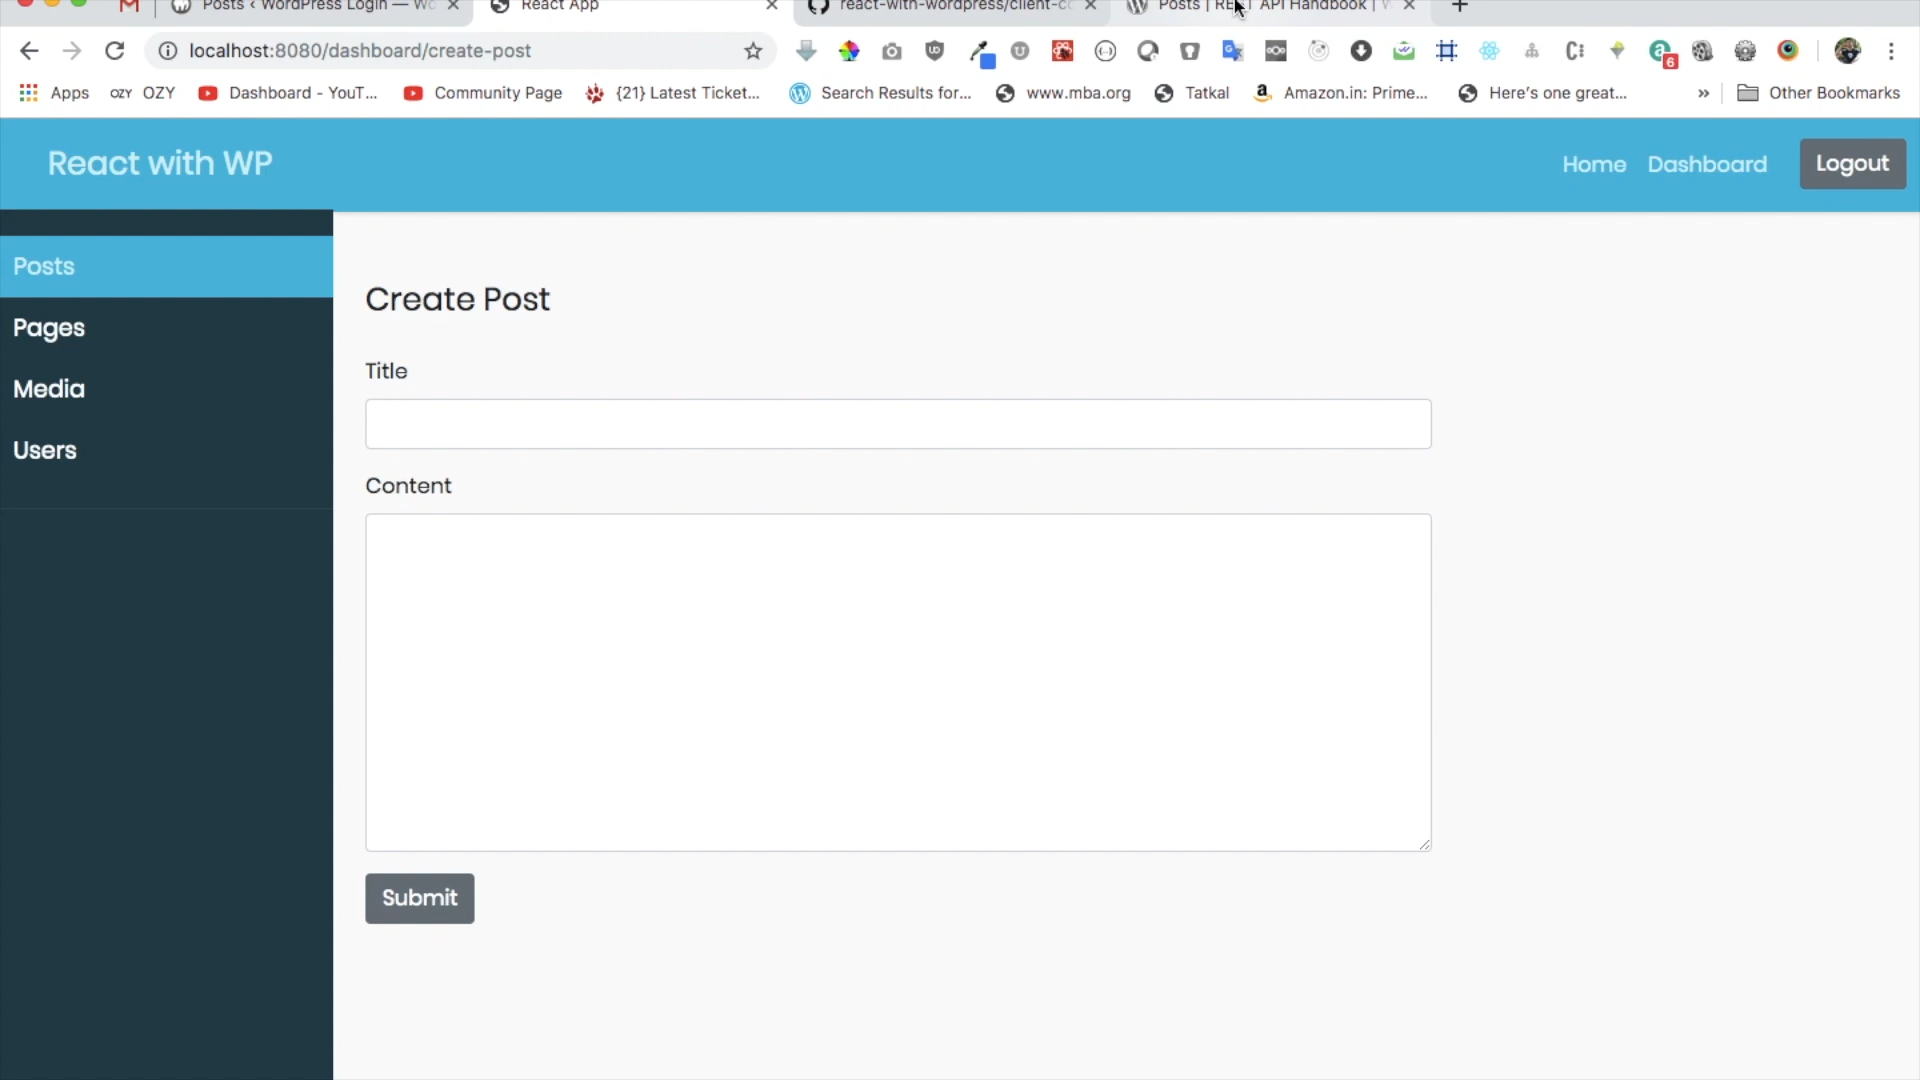 Posts ‹ WordPress Login — Wo
React App
react-with-wordpress/client-co
Posts | REST API Handbook | W
localhost:8080/dashboard/create-post
6
Apps
OZY OZY
Dashboard - YouT...
Community Page
{21} Latest Ticket...
Search Results for...
www.mba.org
Tatkal
Amazon.in: Prime...
Here's one great...
»
Other Bookmarks
React with WP
Home
Dashboard
Logout
Posts
Pages
Media
Users
Create Post
Title
Content
Submit